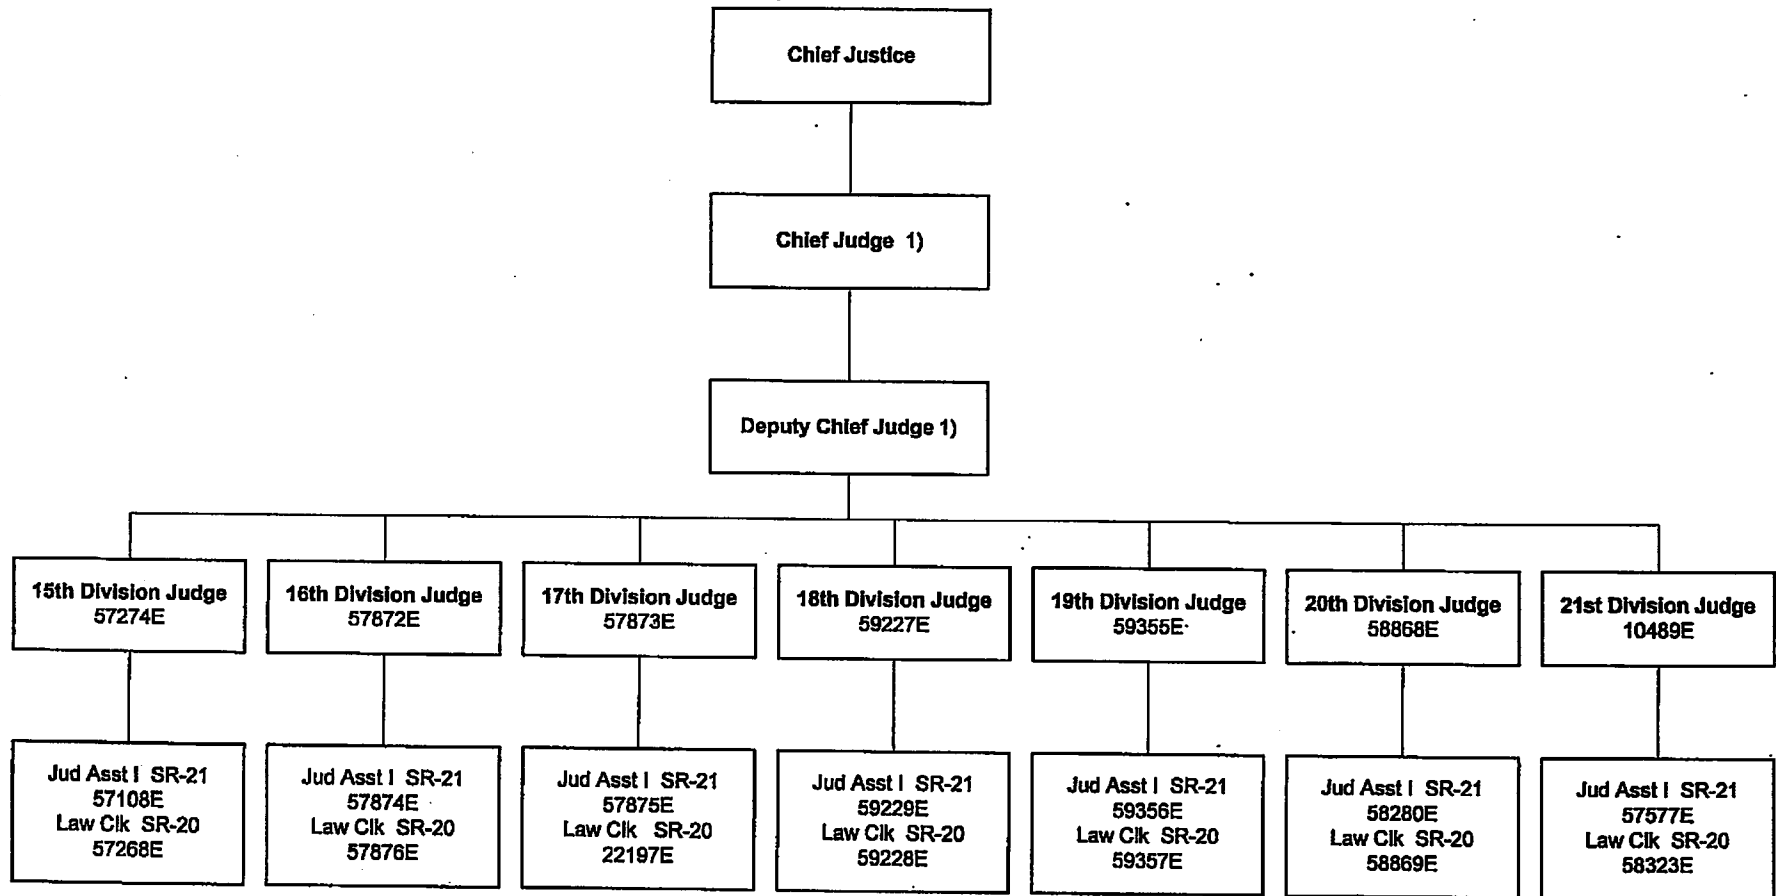 Chief Justice
Chief Judge 1)
Deputy Chief Judge 1)
15th Division Judge
57274E
16th Division Judge
57872E
17th Division Judge
57873E
18th Division Judge
59227E
19th Division Judge
59355E
20th Division Judge
58868E
21st Division Judge
10489E
Jud Asst I SR-21
57108E
Law Clk SR-20
57268E
Jud Asst I SR-21
57874E
Law Clk SR-20
57876E
Jud Asst I SR-21
57875E
Law Clk SR-20
22197E
Jud Asst I SR-21
59229E
Law Clk SR-20
59228E
Jud Asst I SR-21
59356E
Law Clk SR-20
59357E
Jud Asst I SR-21
58280E
Law Clk SR-20
58869E
Jud Asst I SR-21
57577E
Law Clk SR-20
58323E